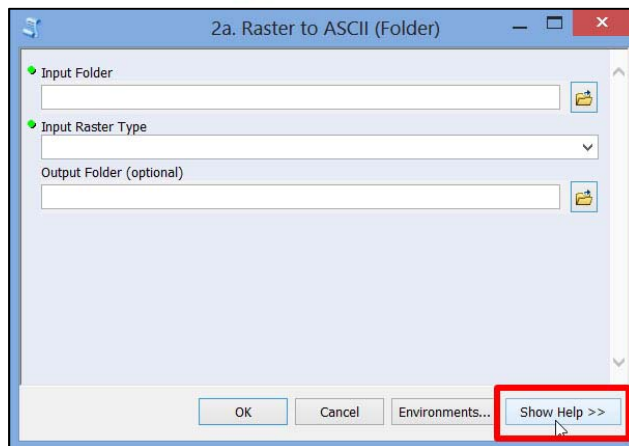 2a. Raster to ASCII (Folder)
Input Folder
Input Raster Type
Output Folder (optional)
OK Cancel Environments... Show Help >>